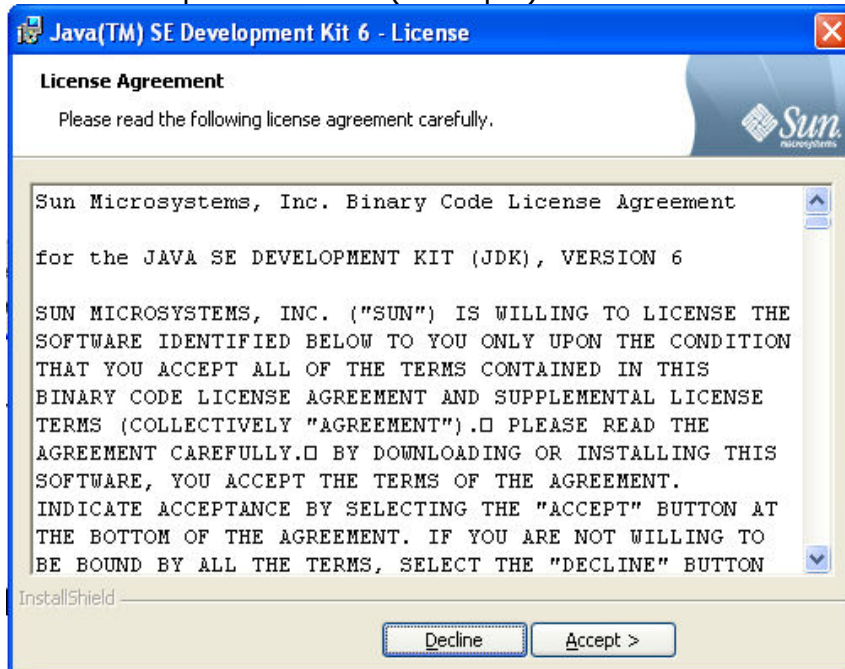 Java(TM) SE Development Kit 6 - License
License Agreement
Please read the following license agreement carefully.
Sun
microsystems
Sun Microsystems, Inc. Binary Code License Agreement
for the JAVA SE DEVELOPMENT KIT (JDK), VERSION 6
SUN MICROSYSTEMS, INC. ("SUN") IS WILLING TO LICENSE THE
SOFTWARE IDENTIFIED BELOW TO YOU ONLY UPON THE CONDITION
THAT YOU ACCEPT ALL OF THE TERMS CONTAINED IN THIS
BINARY CODE LICENSE AGREEMENT AND SUPPLEMENTAL LICENSE
TERMS (COLLECTIVELY "AGREEMENT").□ PLEASE READ THE
AGREEMENT CAREFULLY.□ BY DOWNLOADING OR INSTALLING THIS
SOFTWARE, YOU ACCEPT THE TERMS OF THE AGREEMENT.
INDICATE ACCEPTANCE BY SELECTING THE "ACCEPT" BUTTON AT
THE BOTTOM OF THE AGREEMENT. IF YOU ARE NOT WILLING TO
BE BOUND BY ALL THE TERMS, SELECT THE "DECLINE" BUTTON
InstallShield
Decline
Accept >